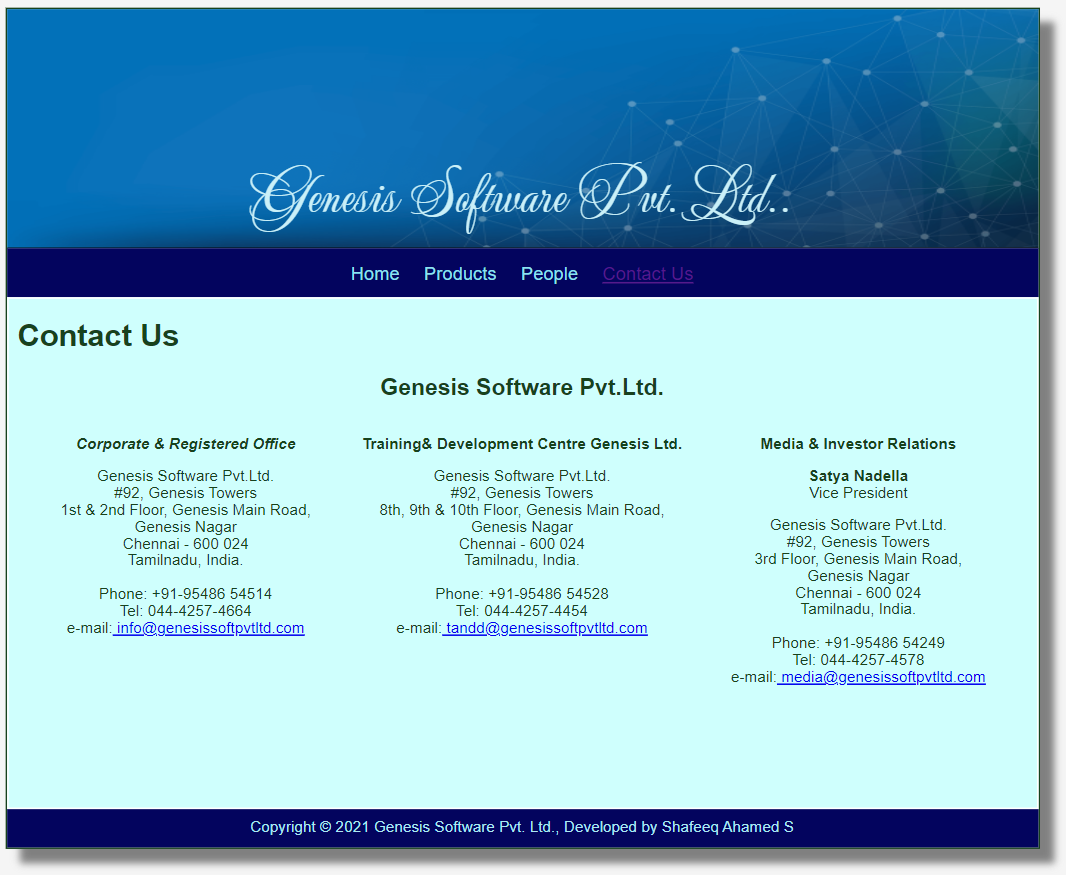 Genesis Software Pvt. Ltd..
Home Products People Contact Us
Contact Us
Genesis Software Pvt.Ltd.
Corporate & Registered Office
Genesis Software Pvt.Ltd.
#92, Genesis Towers
1st & 2nd Floor, Genesis Main Road,
Genesis Nagar
Chennai - 600 024
Tamilnadu, India.
Phone: +91-95486 54514
Tel: 044-4257-4664
e-mail: info@genesissoftpvtltd.com
Training& Development Centre Genesis Ltd.
Genesis Software Pvt.Ltd.
#92, Genesis Towers
8th, 9th & 10th Floor, Genesis Main Road,
Genesis Nagar
Chennai - 600 024
Tamilnadu, India.
Phone: +91-95486 54528
Tel: 044-4257-4454
e-mail: tandd@genesissoftpvtltd.com
Media & Investor Relations
Satya Nadella
Vice President
Genesis Software Pvt.Ltd.
#92, Genesis Towers
3rd Floor, Genesis Main Road,
Genesis Nagar
Chennai - 600 024
Tamilnadu, India.
Phone: +91-95486 54249
Tel: 044-4257-4578
e-mail: media@genesissoftpvtltd.com
Copyright © 2021 Genesis Software Pvt. Ltd., Developed by Shafeeq Ahamed S